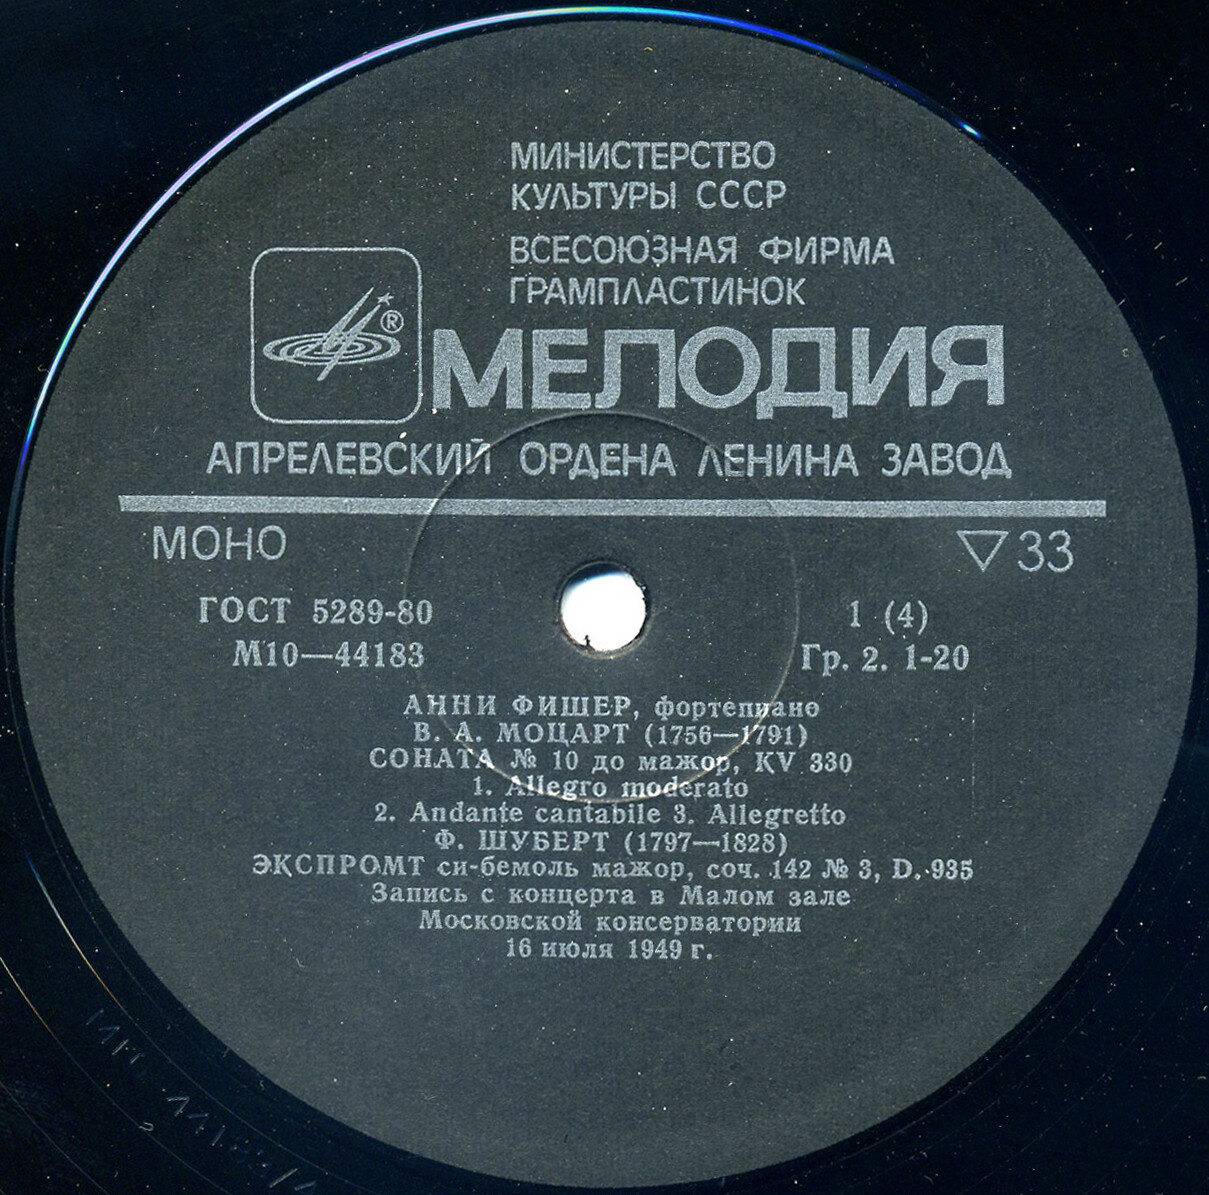 МИНИСТЕРСТВО
КУЛЬТУРЫ СССР
ВСЕСОЮЗНАЯ ФИРМА
ГРАМПЛАСТИНОК
®
МЕЛОДИЯ
АПРЕЛЕВСКИЙ ОРДЕНА ЛЕНИНА ЗАВОД
МОНО
▽33
ГОСТ 5289-80
1 (4)
М10—44183
Гр. 2. 1-20
АННИ ФИШЕР, фортепиано
В. А. МОЦАРТ (1756—1791)
СОНАТА № 10 до мажор, KV 330
1. Allegro moderato
2. Andante cantabile 3. Allegretto
Ф. ШУБЕРТ (1797—1828)
ЭКСПРОМТ си-бемоль мажор, соч. 142 № 3, D. 935
Запись с концерта в Малом зале
Московской консерватории
16 июля 1949 г.